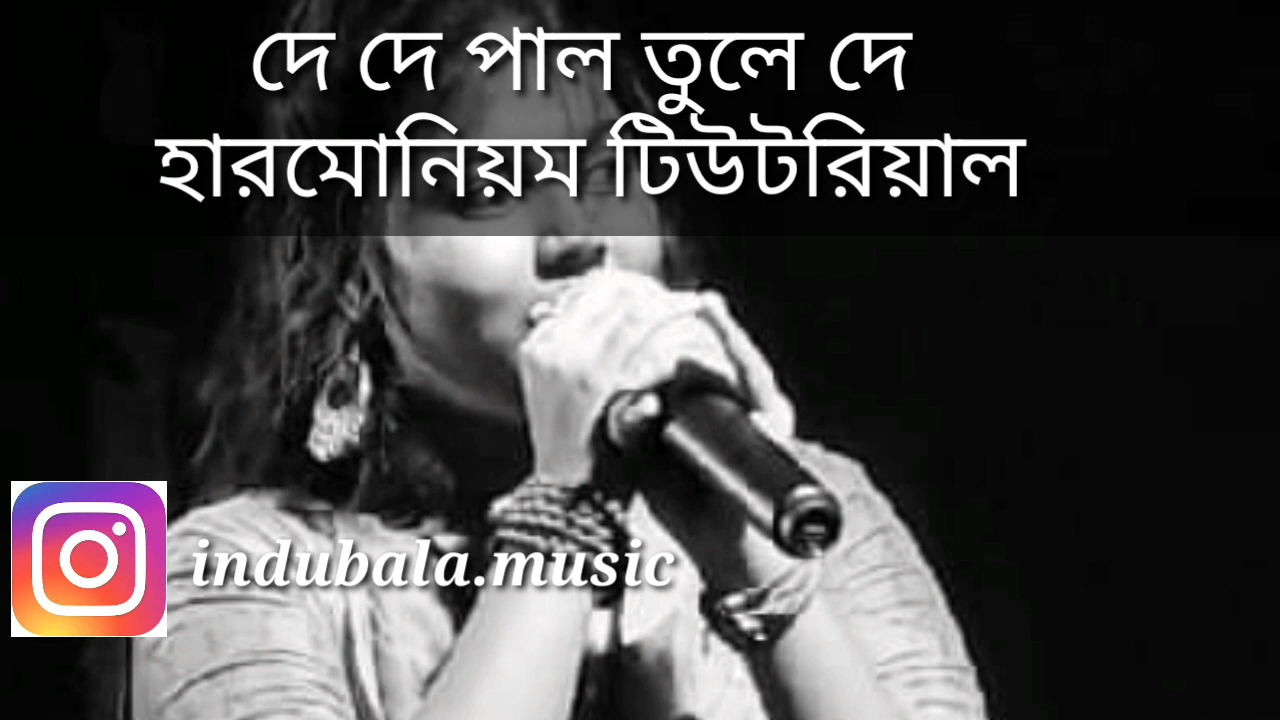 দে দে পাল তুলে দে
হারমোনিয়ম টিউটরিয়াল
indubala.music